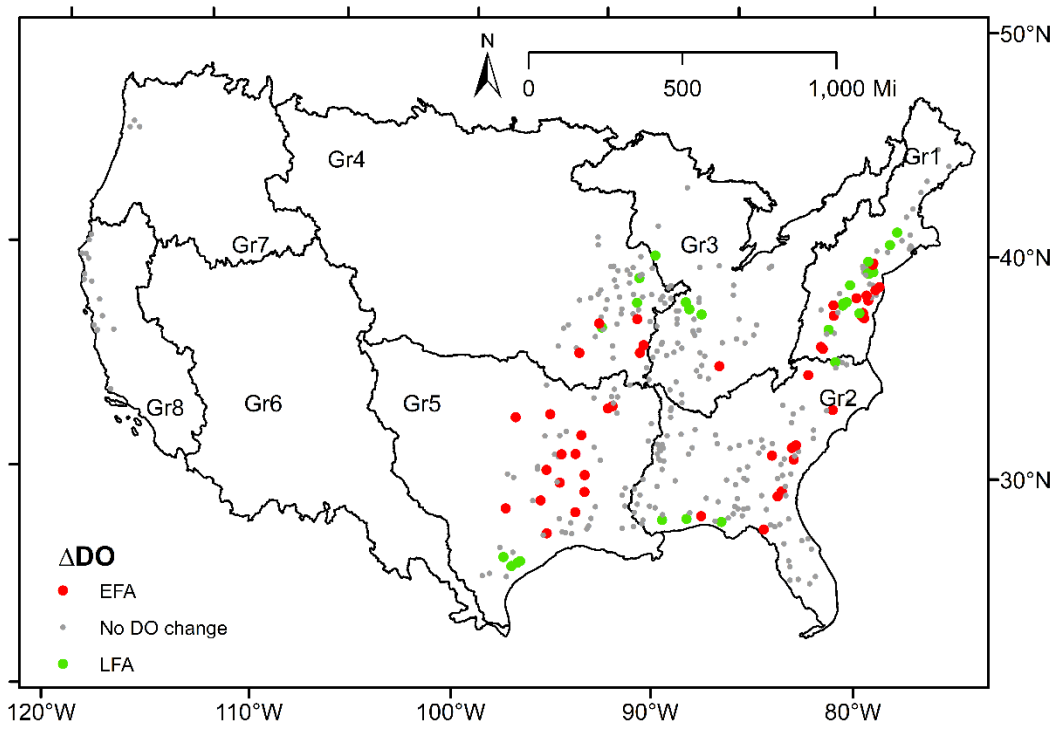 50°N
N
0 500 1,000 Mi
Gr1
Gr4
Gr7
Gr3
40°N
Gr8
Gr6
Gr5
Gr2
30°N
ΔDO
EFA
No DO change
LFA
120°W 110°W 100°W 90°W 80°W